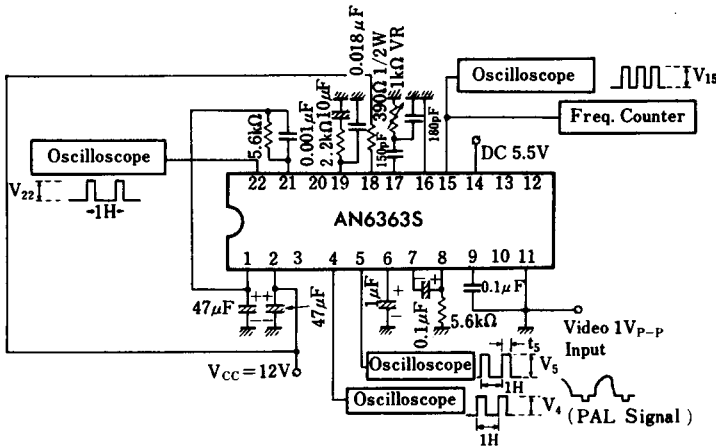 0.018μF
390Ω 1/2W
1kΩ VR
0.001μF
2.2kΩ
10μF
5.6kΩ
150pF
180pF
Oscilloscope
V15
Freq. Counter
DC 5.5V
Oscilloscope
V22
1H
22 21 20 19 18 17 16 15 14 13 12
AN6363S
1 2 3 4 5 6 7 8 9 10 11
47μF
++
--
47μF
1μF
+
-
0.1μF
- +
5.6kΩ
0.1μF
Video 1VP-P
Input
VCC=12V
Oscilloscope
t5
V5
1H
Oscilloscope
V4
1H
(PAL Signal)